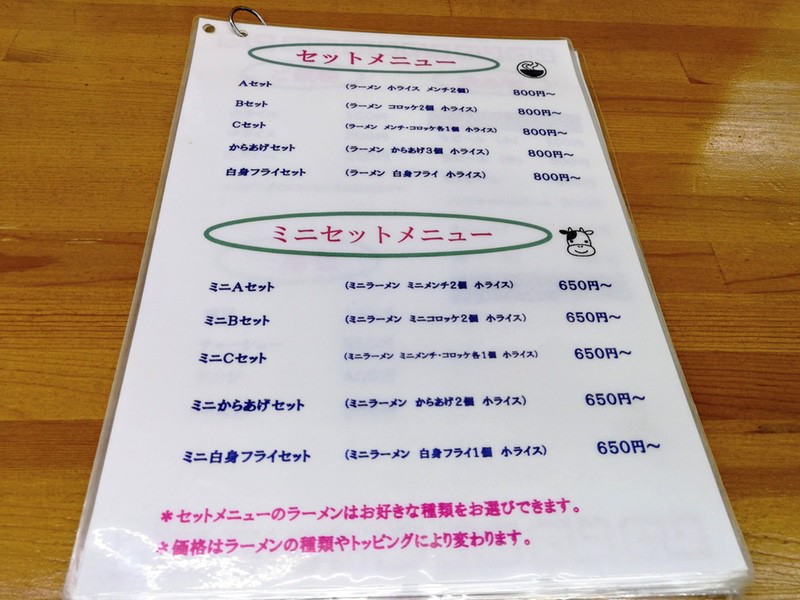 セットメニュー
Aセット (ラーメン 小ライス メンチ2個) 800円~
Bセット (ラーメン コロッケ2個 小ライス) 800円~
Cセット (ラーメン メンチ・コロッケ各1個 小ライス) 800円~
からあげセット (ラーメン からあげ3個 小ライス) 800円~
白身フライセット (ラーメン 白身フライ 小ライス) 800円~
ミニセットメニュー
ミニAセット (ミニラーメン ミニメンチ2個 小ライス) 650円~
ミニBセット (ミニラーメン ミニコロッケ2個 小ライス) 650円~
ミニCセット (ミニラーメン ミニメンチ・コロッケ各1個 小ライス) 650円~
ミニからあげセット (ミニラーメン からあげ2個 小ライス) 650円~
ミニ白身フライセット (ミニラーメン 白身フライ1個 小ライス) 650円~
*セットメニューのラーメンはお好きな種類をお選びできます。
*価格はラーメンの種類やトッピングにより変わります。